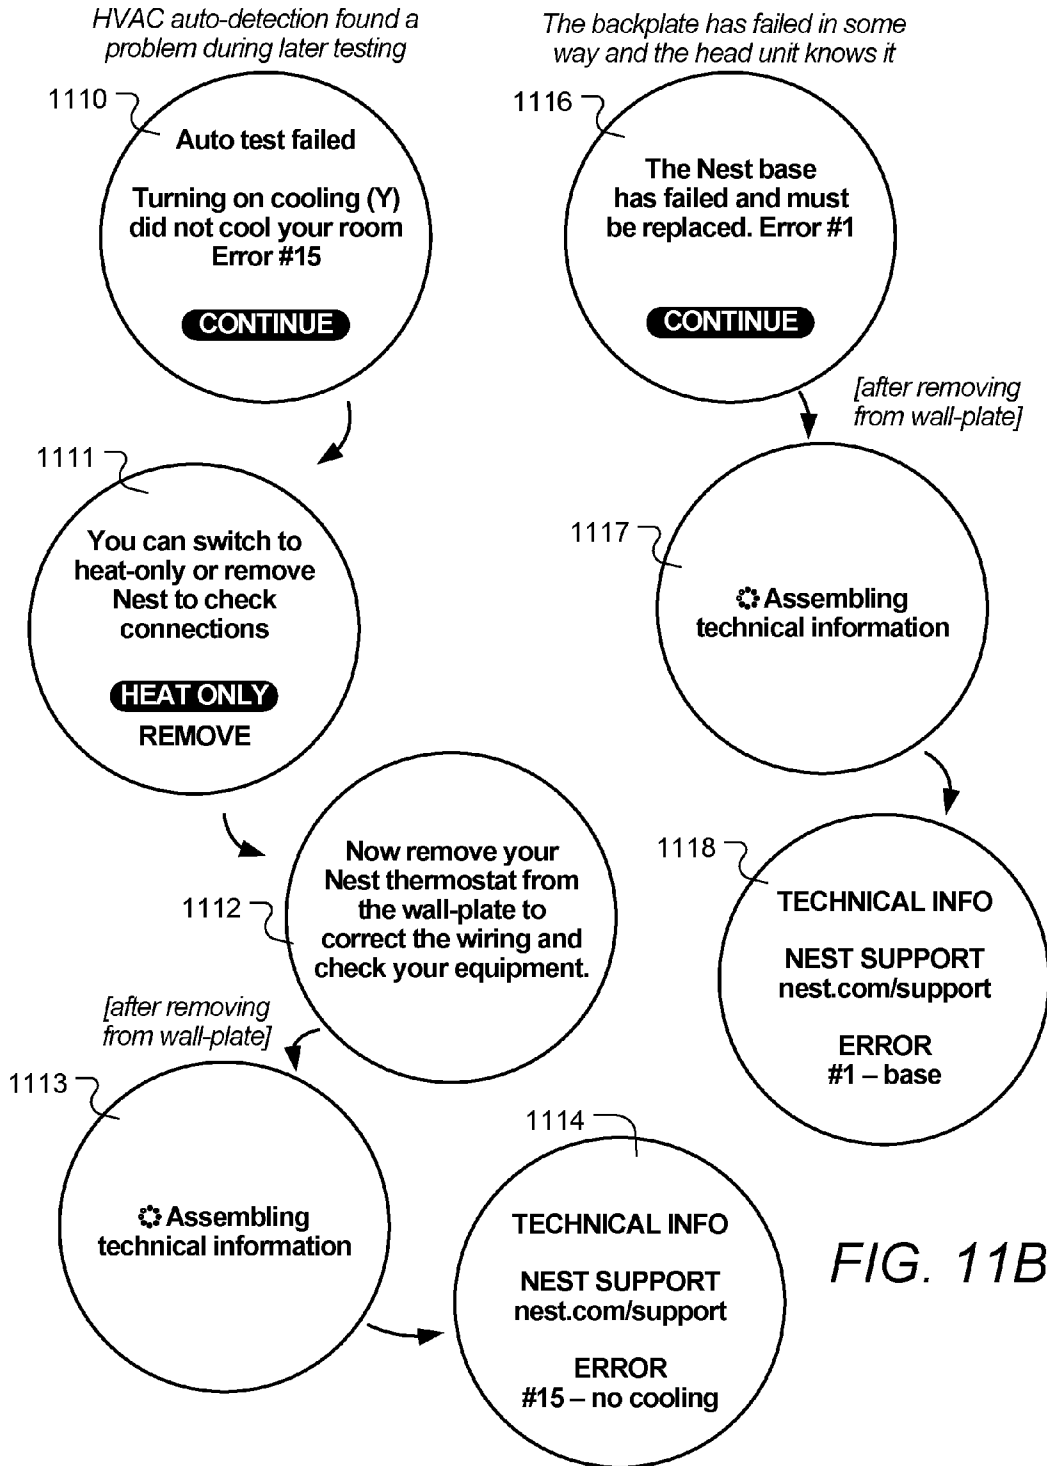 HVAC auto-detection found a
problem during later testing
1110
Auto test failed
Turning on cooling (Y)
did not cool your room
Error #15
CONTINUE
1111
You can switch to
heat-only or remove
Nest to check
connections
HEAT ONLY
REMOVE
1112
Now remove your
Nest thermostat from
the wall-plate to
correct the wiring and
check your equipment.
[after removing
from wall-plate]
1113
Assembling
technical information
1114
TECHNICAL INFO
NEST SUPPORT
nest.com/support
ERROR
#15 – no cooling
The backplate has failed in some
way and the head unit knows it
1116
The Nest base
has failed and must
be replaced. Error #1
CONTINUE
[after removing
from wall-plate]
1117
Assembling
technical information
1118
TECHNICAL INFO
NEST SUPPORT
nest.com/support
ERROR
#1 – base
FIG. 11B